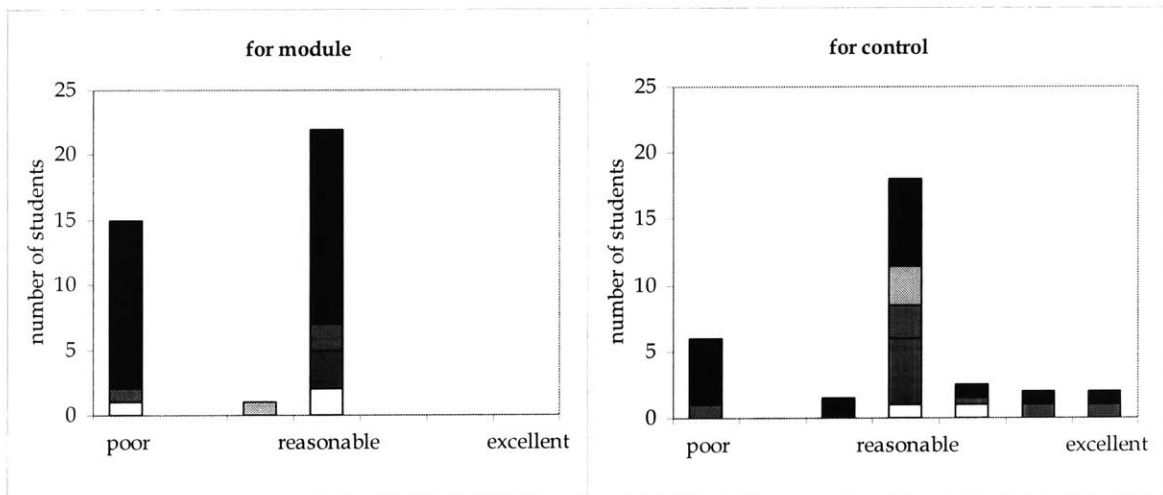 for module
25
20
15
10
5
0
number of students
poor
reasonable
excellent
for control
25
20
15
10
5
0
number of students
poor
reasonable
excellent